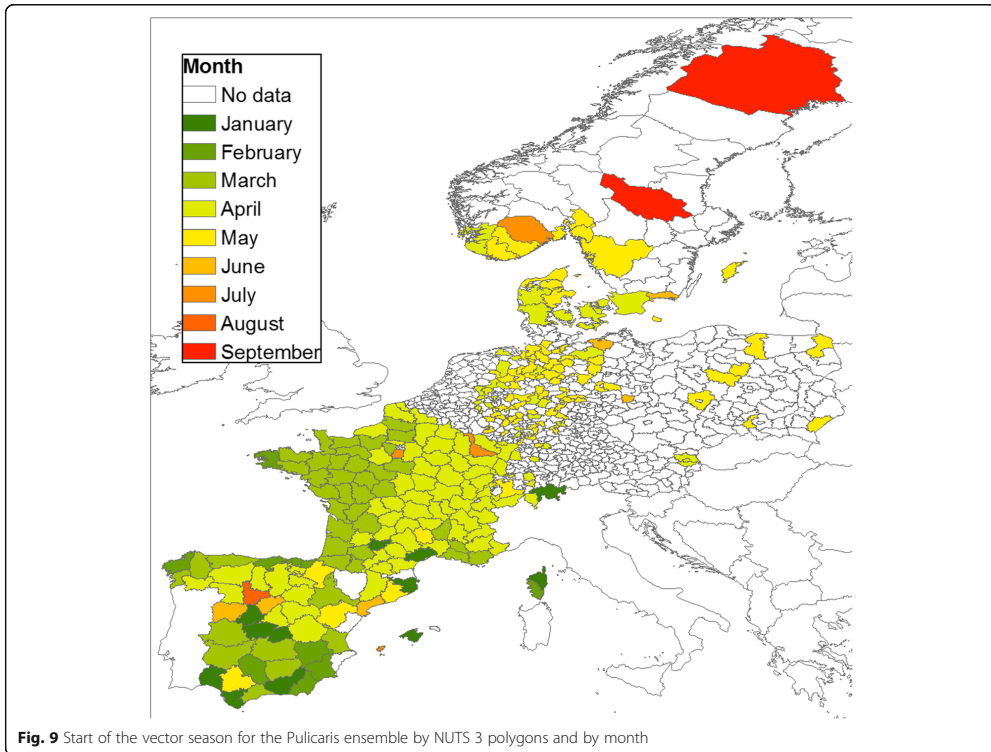 Month
No data
January
February
March
April
May
June
July
August
September
Fig. 9 Start of the vector season for the Pulicaris ensemble by NUTS 3 polygons and by month